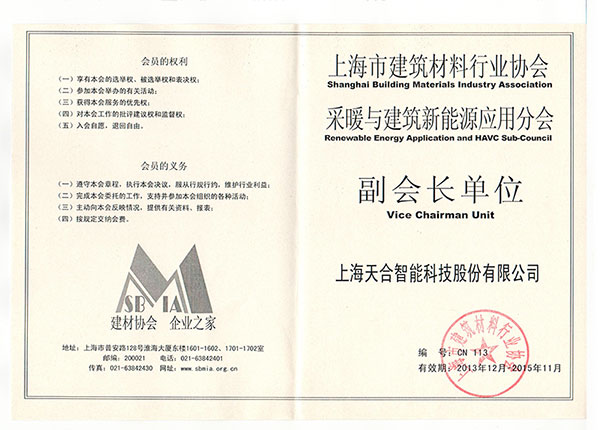 会员的权利
(一)享有本会的选举权、被选举权和表决权;
(二)参加本会举办的有关活动;
(三)获得本会服务的优先权;
(四)对本会工作的批评建议权和监督权;
(五)入会自愿、退回自由。
会员的义务
(一)遵守本会章程,执行本会决议,服从行规行约,维护行业利益;
(二)完成本会委托的工作,支持并参加本会组织的各种活动;
(三)主动向本会反映情况,提供有关资料、报表;
(四)按规定交纳会费。
SBMIA
建材协会 企业之家
地址:上海市普安路128号淮海大厦东楼1601-1602、1701-1702室
邮编:200021 电话:021-63842401
传真:021-63842430 网址:www.sbmia.org.cn
上海市建筑材料行业协会
Shanghai Building Materials Industry Association
采暖与建筑新能源应用分会
Renewable Energy Application and HAVC Sub-Council
副会长单位
Vice Chairman Unit
上海天合智能科技股份有限公司
编 号:CN 113
有效期:2013年12月-2015年11月
上海市建筑材料行业协会